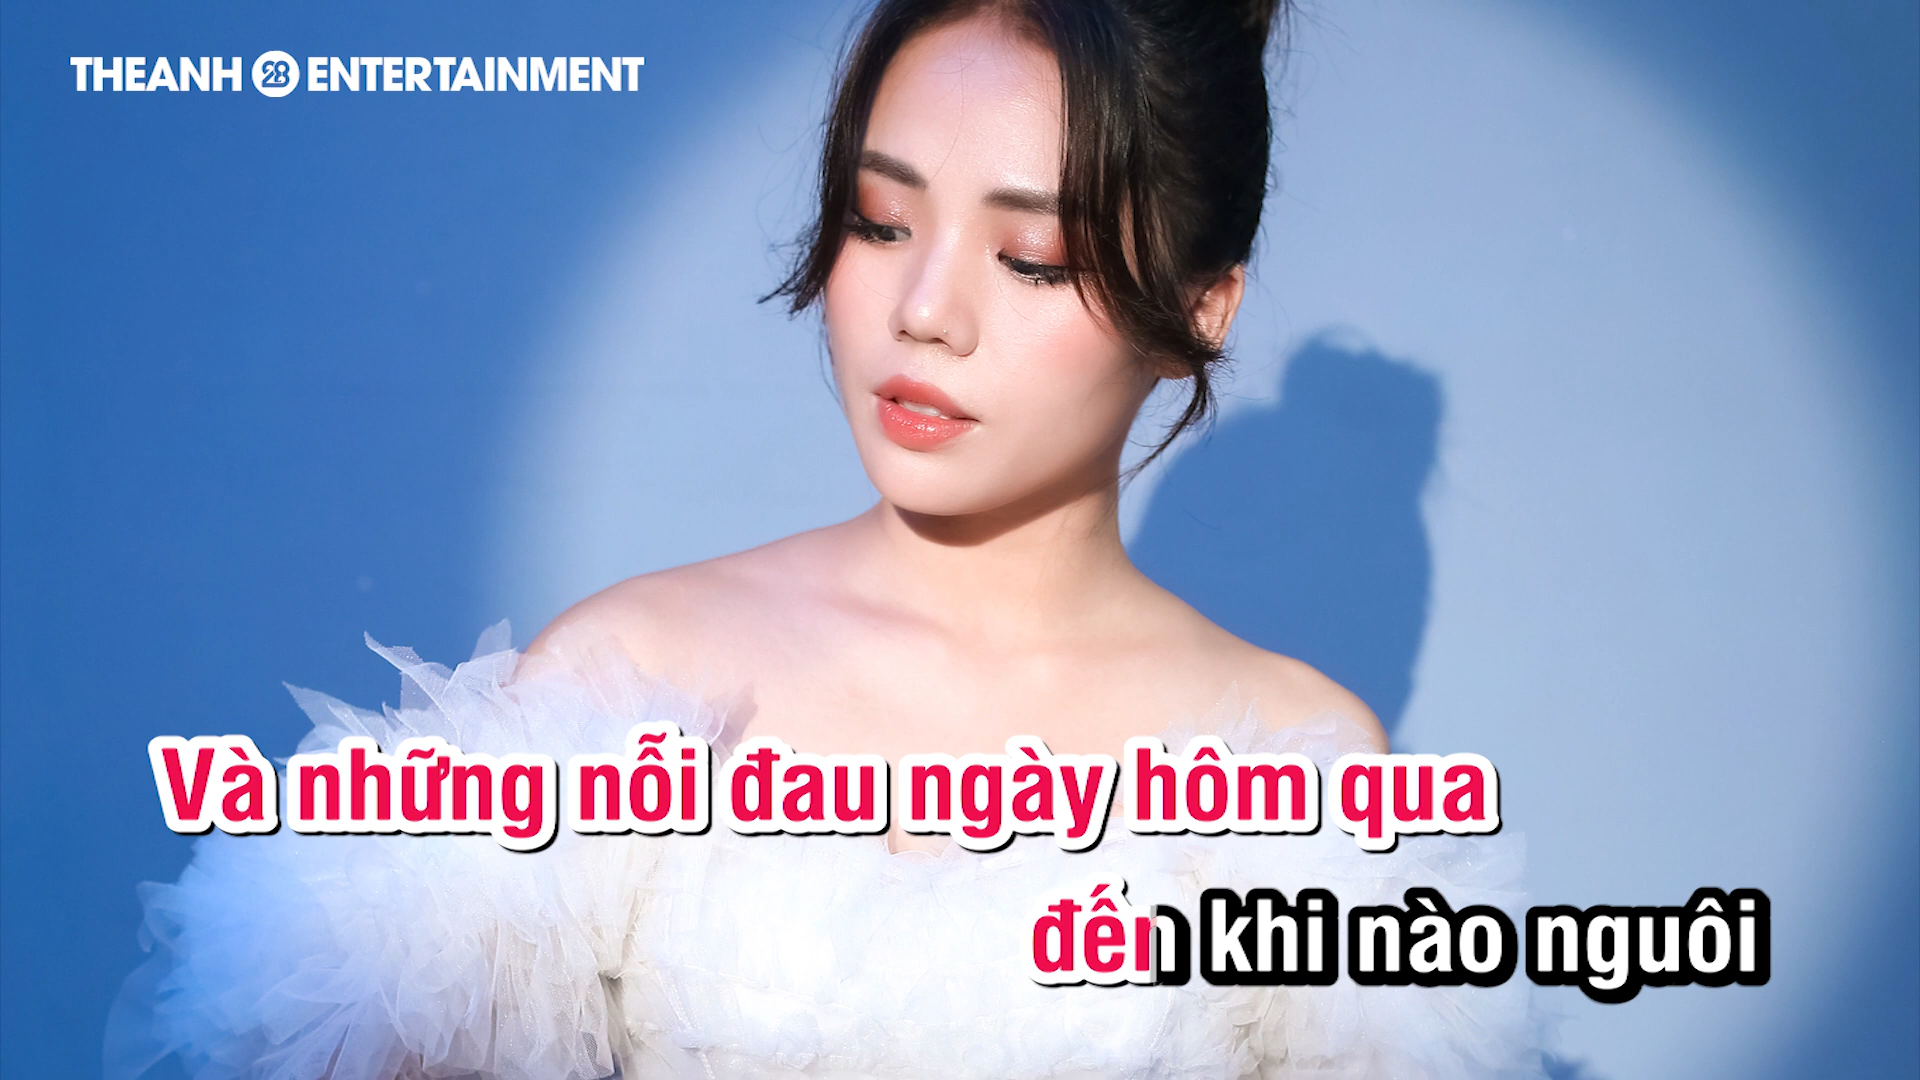 THEANH 28 ENTERTAINMENT
Và những nỗi đau ngày hôm qua
đến khi nào nguôi